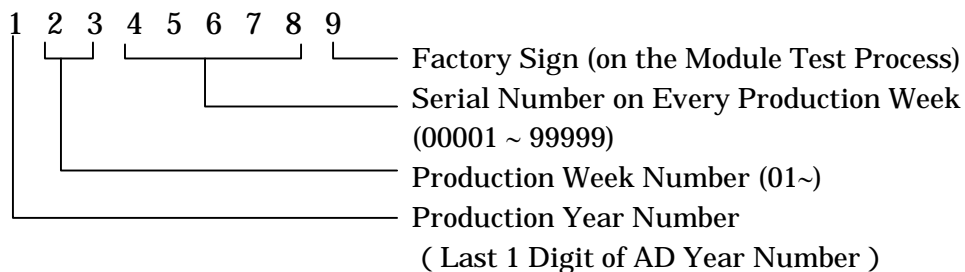 1 2 3 4 5 6 7 8 9
Factory Sign (on the Module Test Process)
Serial Number on Every Production Week
(00001 ~ 99999)
Production Week Number (01~)
Production Year Number
( Last 1 Digit of AD Year Number )